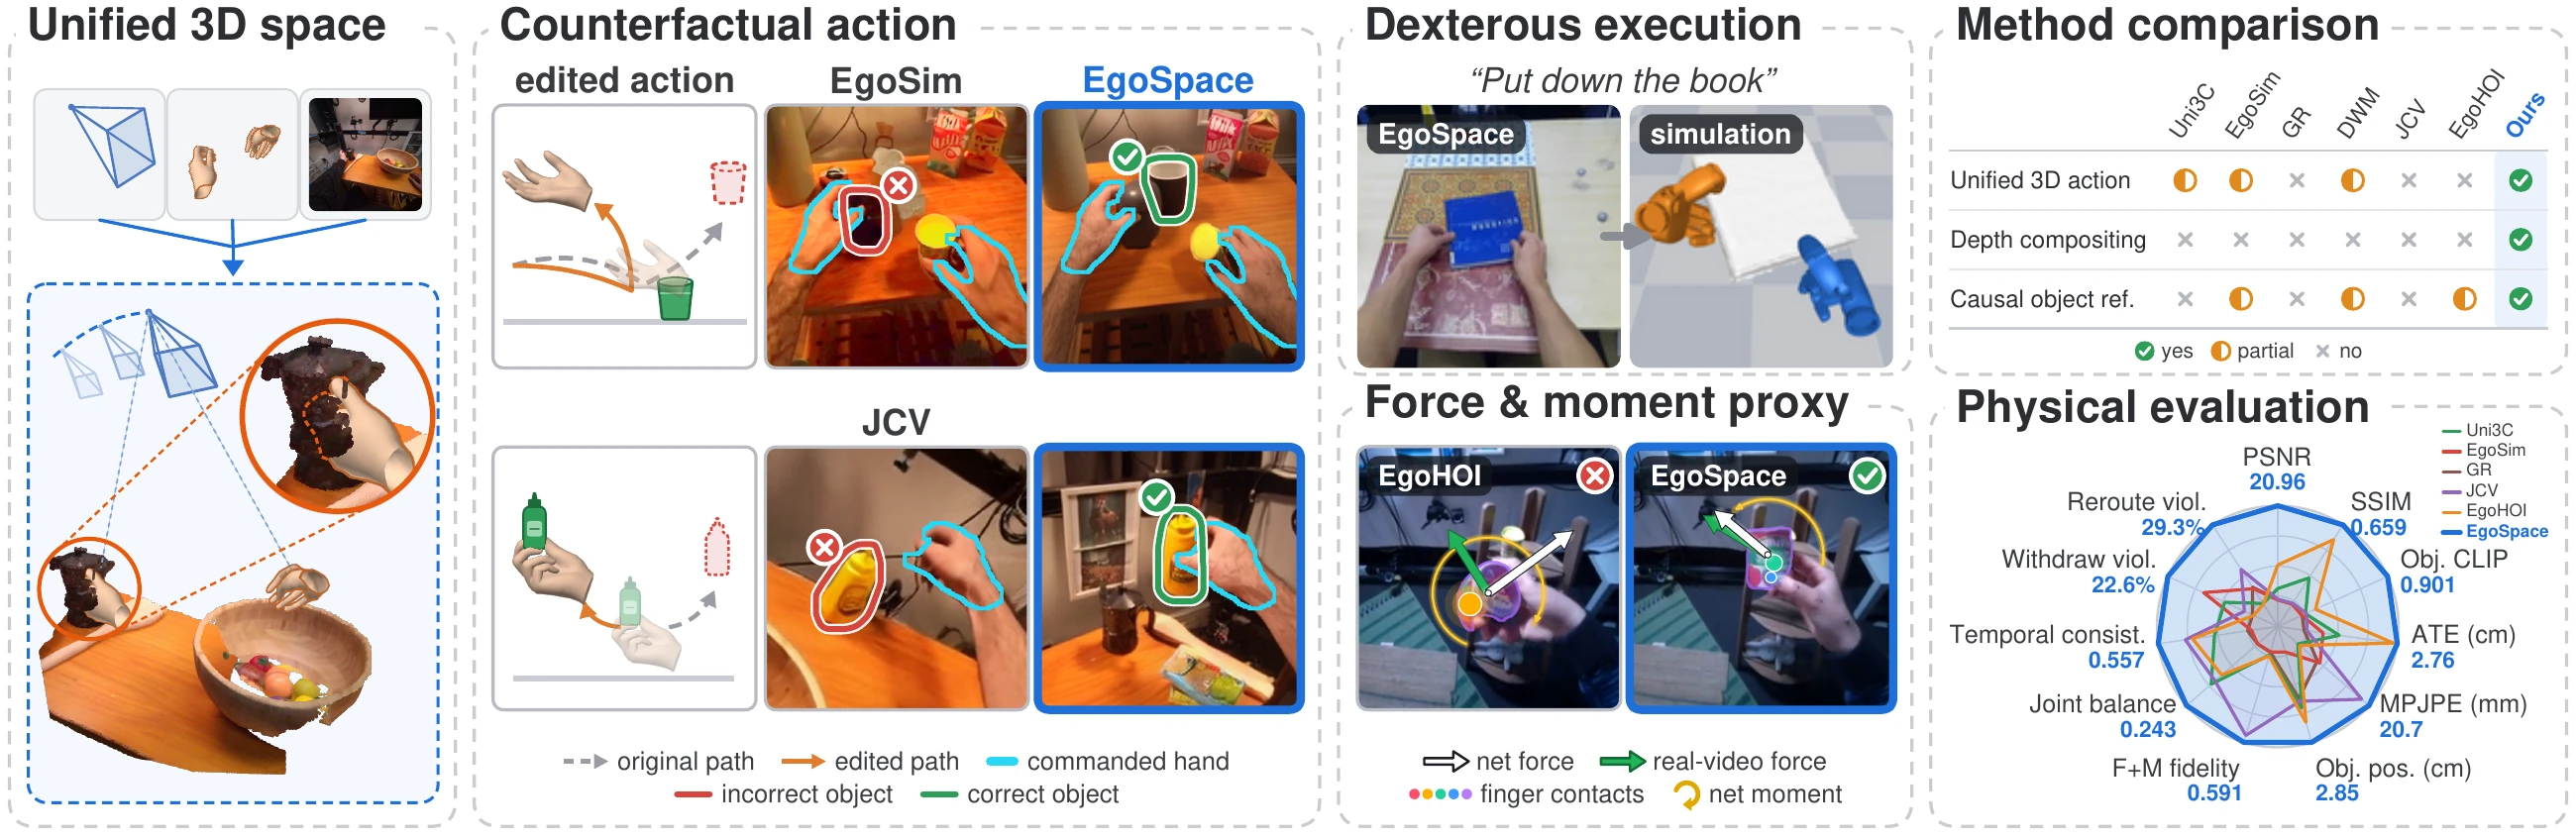 Unified 3D space
Counterfactual action
edited action
EgoSim
EgoSpace
JCV
original path
edited path
commanded hand
incorrect object
correct object
Dexterous execution
“Put down the book”
EgoSpace
simulation
Force & moment proxy
EgoHOI
EgoSpace
net force
real-video force
finger contacts
net moment
Method comparison
Uni3C
EgoSim
GR
DWM
JCV
EgoHOI
Ours
Unified 3D action
Depth compositing
Causal object ref.
yes
partial
no
Physical evaluation
Uni3C
EgoSim
GR
JCV
EgoHOI
EgoSpace
PSNR
20.96
SSIM
0.659
Obj. CLIP
0.901
ATE (cm)
2.76
MPJPE (mm)
20.7
Obj. pos. (cm)
2.85
F+M fidelity
0.591
Joint balance
0.243
Temporal consist.
0.557
Withdraw viol.
22.6%
Reroute viol.
29.3%